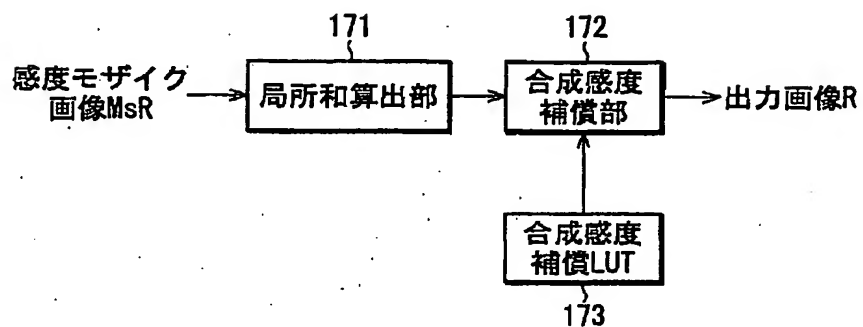 171
172
感度モザイク
画像MsR
局所和算出部
合成感度
補償部
出力画像R
合成感度
補償LUT
173